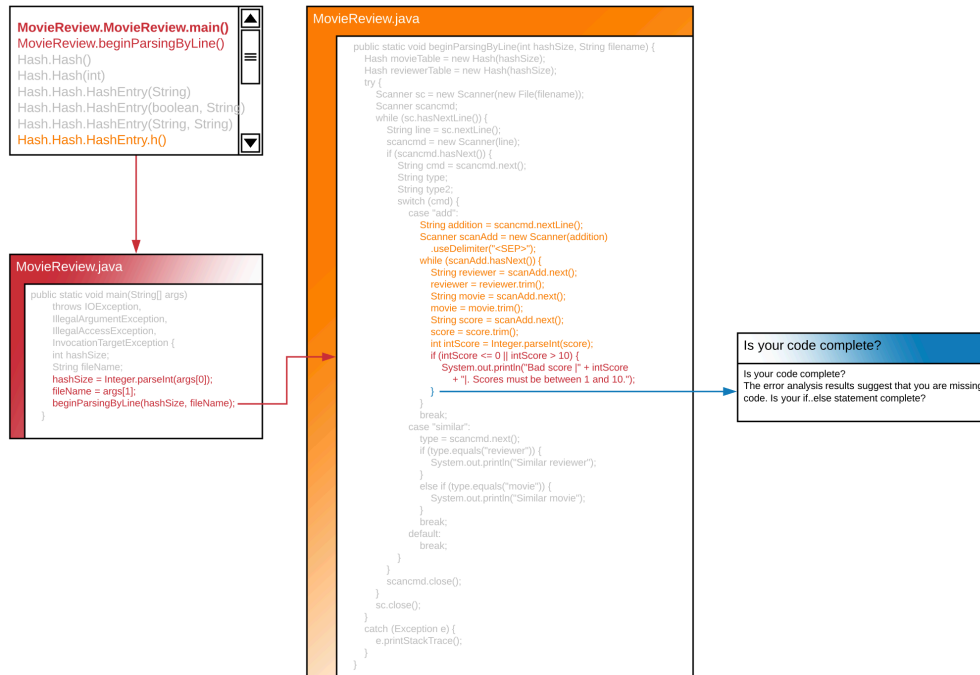 MovieReview.MovieReview.main()
MovieReview.beginParsingByLine()
Hash.Hash()
Hash.Hash(int)
Hash.Hash.HashEntry(String)
Hash.Hash.HashEntry(boolean, String)
Hash.Hash.HashEntry(String, String)
Hash.Hash.HashEntry.h()
MovieReview.java
public static void main(String[] args)
throws IOException,
IllegalArgumentException,
IllegalAccessException,
InvocationTargetException {
int hashSize;
String fileName;
hashSize = Integer.parseInt(args[0]);
fileName = args[1];
beginParsingByLine(hashSize, fileName);
}
MovieReview.java
public static void beginParsingByLine(int hashSize, String filename) {
Hash movieTable = new Hash(hashSize);
Hash reviewerTable = new Hash(hashSize);
try {
Scanner sc = new Scanner(new File(filename));
Scanner scancmd;
while (sc.hasNextLine()) {
String line = sc.nextLine();
scancmd = new Scanner(line);
if (scancmd.hasNext()) {
String cmd = scancmd.next();
String type;
String type2;
switch (cmd) {
case "add":
String addition = scancmd.nextLine();
Scanner scanAdd = new Scanner(addition)
.useDelimiter("<SEP>");
while (scanAdd.hasNext()) {
String reviewer = scanAdd.next();
reviewer = reviewer.trim();
String movie = scanAdd.next();
movie = movie.trim();
String score = scanAdd.next();
score = score.trim();
int intScore = Integer.parseInt(score);
if (intScore <= 0 || intScore > 10) {
System.out.println("Bad score |" + intScore
+ "|. Scores must be between 1 and 10.");
}
}
break;
case "similar":
type = scancmd.next();
if (type.equals("reviewer")) {
System.out.println("Similar reviewer");
}
else if (type.equals("movie")) {
System.out.println("Similar movie");
}
break;
default:
break;
}
}
scancmd.close();
}
sc.close();
}
catch (Exception e) {
e.printStackTrace();
}
}
Is your code complete?
Is your code complete?
The error analysis results suggest that you are missing
code. Is your if..else statement complete?